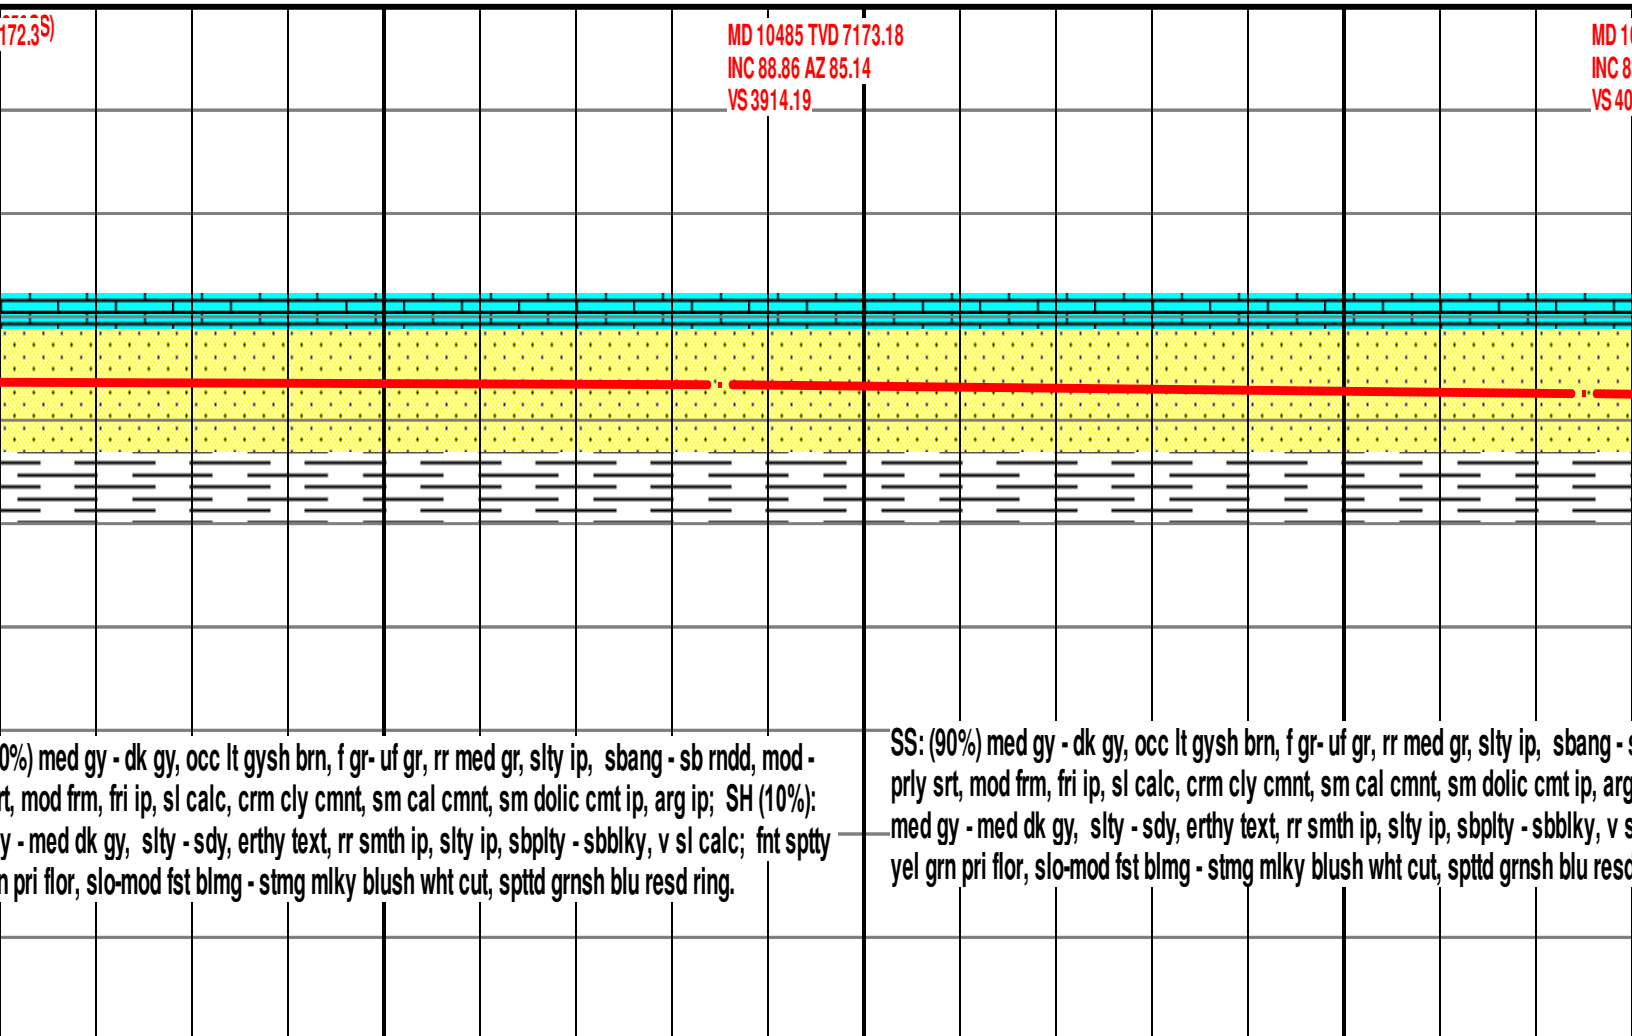 S)
172.3
MD 10485 TVD 7173.18
INC 88.86 AZ 85.14
VS 3914.19
MD 1
INC 8
VS 40
0%) med gy - dk gy, occ lt gysh brn, f gr- uf gr, rr med gr, slty ip, sbang - sb rndd, mod -
rt, mod frm, fri ip, sl calc, crm cly cmnt, sm cal cmnt, sm dolic cmt ip, arg ip; SH (10%):
y - med dk gy, slty - sdy, erthy text, rr smth ip, slty ip, sbplty - sbblky, v sl calc; fnt sptty
n pri flor, slo-mod fst blmg - stmg mlky blush wht cut, spttd grnsh blu resd ring.
SS: (90%) med gy - dk gy, occ lt gysh brn, f gr- uf gr, rr med gr, slty ip, sbang - s
prly srt, mod frm, fri ip, sl calc, crm cly cmnt, sm cal cmnt, sm dolic cmt ip, arg
med gy - med dk gy, slty - sdy, erthy text, rr smth ip, slty ip, sbplty - sbblky, v s
yel grn pri flor, slo-mod fst blmg - stmg mlky blush wht cut, spttd grnsh blu resd